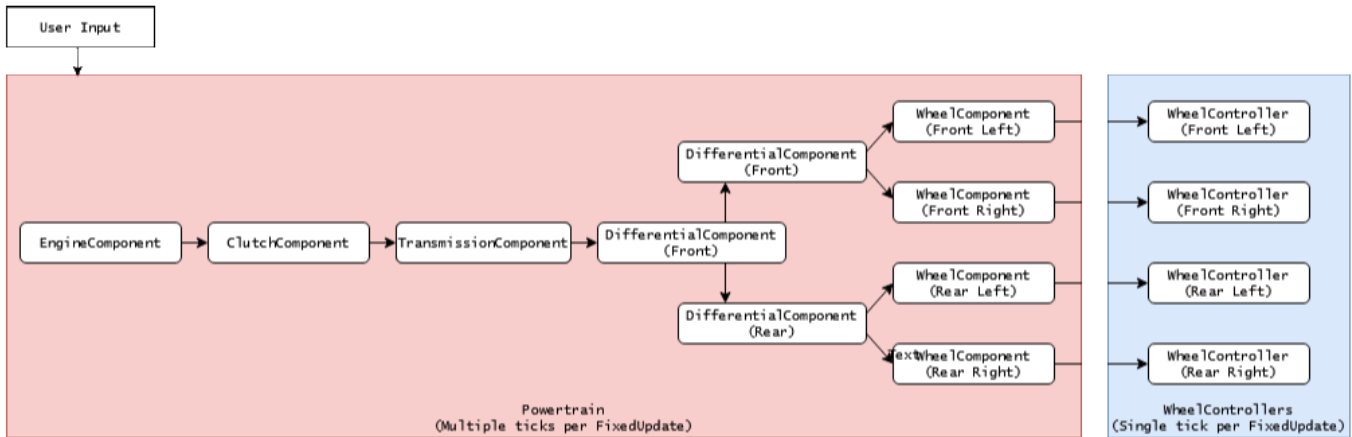 User Input
WheelComponent
(Front Left)
WheelController
(Front Left)
DifferentialComponent
(Front)
WheelComponent
(Front Right)
WheelController
(Front Right)
EngineComponent
ClutchComponent
TransmissionComponent
DifferentialComponent
(Front)
WheelComponent
(Rear Left)
WheelController
(Rear Left)
DifferentialComponent
(Rear)
Text
WheelComponent
(Rear Right)
WheelController
(Rear Right)
Powertrain
(Multiple ticks per FixedUpdate)
WheelControllers
(Single tick per FixedUpdate)